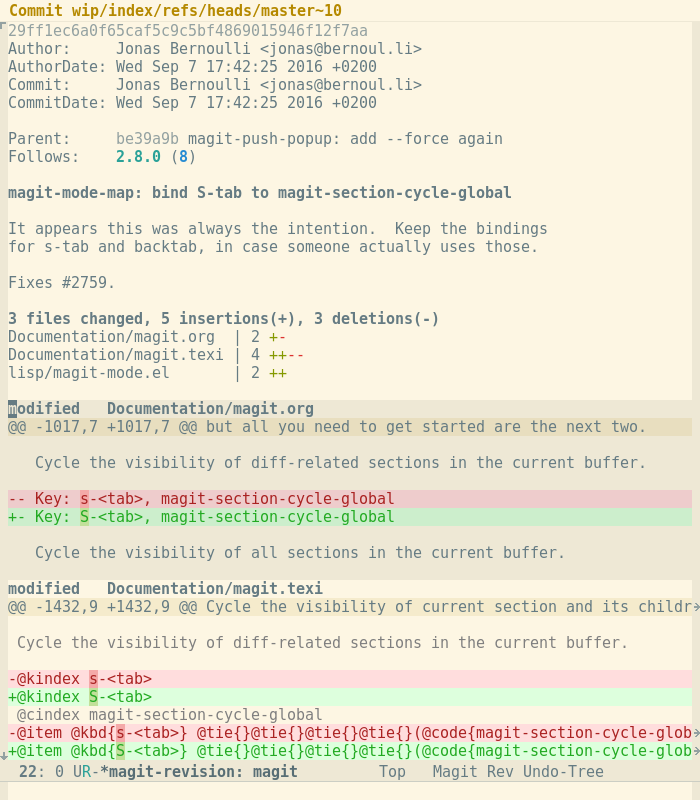 Commit wip/index/refs/heads/master~10
29ff1ec6a0f65caf5c9c5bf4869015946f12f7aa
Author:     Jonas Bernoulli <jonas@bernoul.li>
AuthorDate: Wed Sep 7 17:42:25 2016 +0200
Commit:     Jonas Bernoulli <jonas@bernoul.li>
CommitDate: Wed Sep 7 17:42:25 2016 +0200
Parent:     be39a9b magit-push-popup: add --force again
Follows:    2.8.0 (8)
magit-mode-map: bind S-tab to magit-section-cycle-global
It appears this was always the intention.  Keep the bindings
for s-tab and backtab, in case someone actually uses those.
Fixes #2759.
3 files changed, 5 insertions(+), 3 deletions(-)
Documentation/magit.org  | 2 +-
Documentation/magit.texi | 4 ++--
lisp/magit-mode.el       | 2 ++
modified   Documentation/magit.org
@@ -1017,7 +1017,7 @@ but all you need to get started are the next two.
   Cycle the visibility of diff-related sections in the current buffer.
-- Key: s-<tab>, magit-section-cycle-global
+- Key: S-<tab>, magit-section-cycle-global
   Cycle the visibility of all sections in the current buffer.
modified   Documentation/magit.texi
@@ -1432,9 +1432,9 @@ Cycle the visibility of current section and its childr
 Cycle the visibility of diff-related sections in the current buffer.
-@kindex s-<tab>
+@kindex S-<tab>
 @cindex magit-section-cycle-global
-@item @kbd{s-<tab>} @tie{}@tie{}@tie{}@tie{}(@code{magit-section-cycle-glob
+@item @kbd{S-<tab>} @tie{}@tie{}@tie{}@tie{}(@code{magit-section-cycle-glob
22: 0 UR-*magit-revision: magit         Top   Magit Rev Undo-Tree